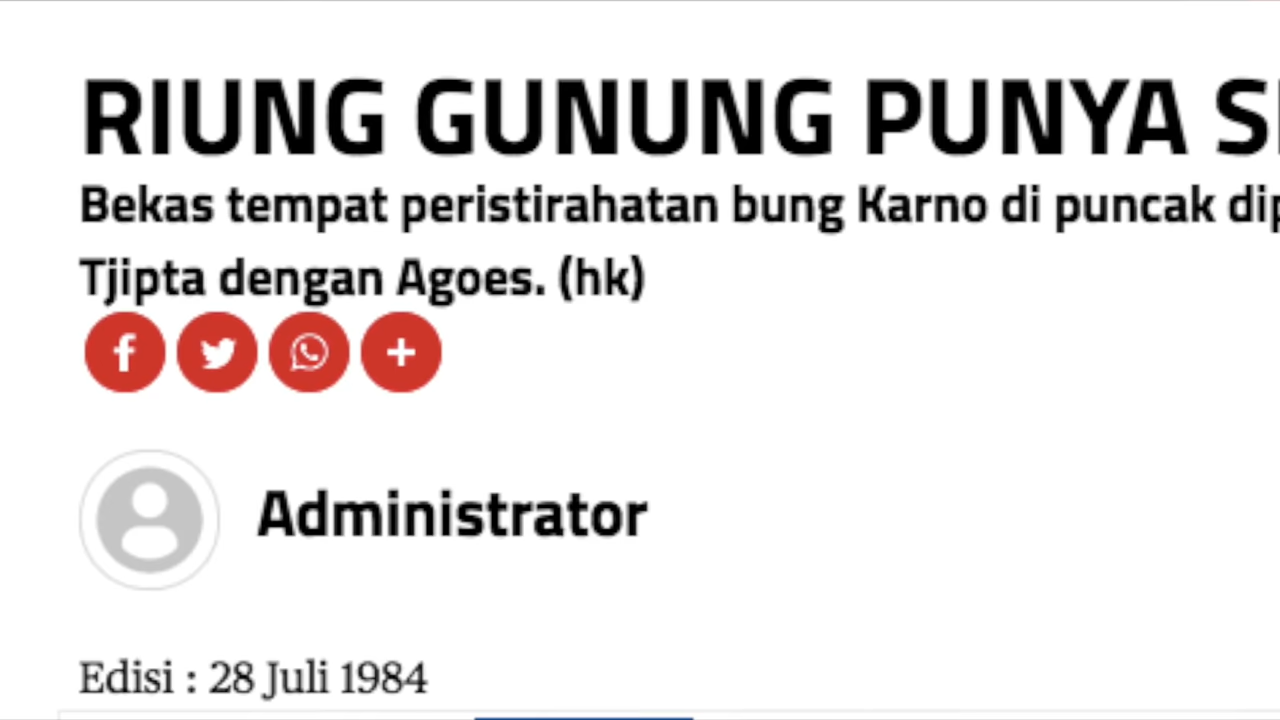 RIUNG GUNUNG PUNYA
Bekas tempat peristirahatan bung Karno di puncak
Tjipta dengan Agoes. (hk)
Administrator
Edisi : 28 Juli 1984